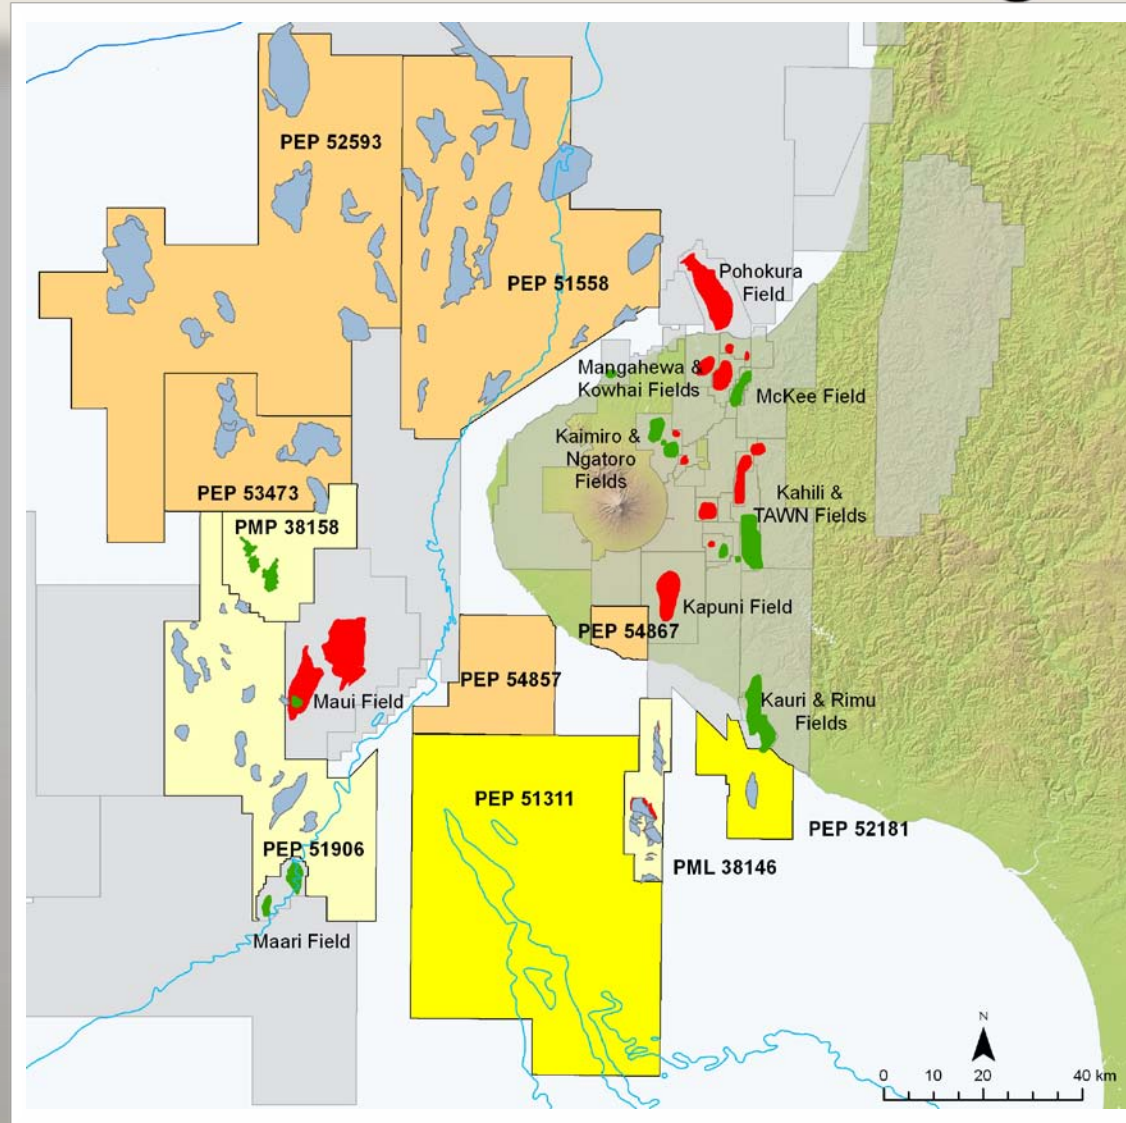 PEP 52593
PEP 51558
Pohokura
Field
Mangahewa &
Kowhai Fields
McKee Field
Kaimiro &
Ngatoro
Fields
PEP 53473
Kahili &
TAWN Fields
PMP 38158
Kapuni Field
PEP 54867
PEP 54857
Maui Field
Kauri & Rimu
Fields
PEP 51311
PEP 52181
PEP 51906
PML 38146
Maari Field
N
0 10 20 40 km